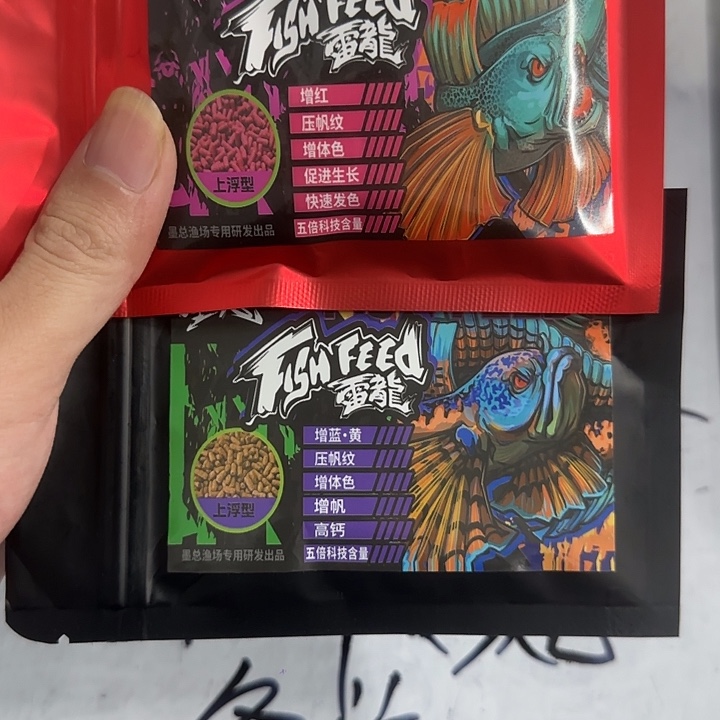 FISH FEED
雷龍
增红
压帆纹
增体色
促进生长
快速发色
五倍科技含量
上浮型
墨总渔场专用研发出品
FISH FEED
雷龍
增蓝·黄
压帆纹
增体色
增帆
高钙
五倍科技含量
上浮型
墨总渔场专用研发出品